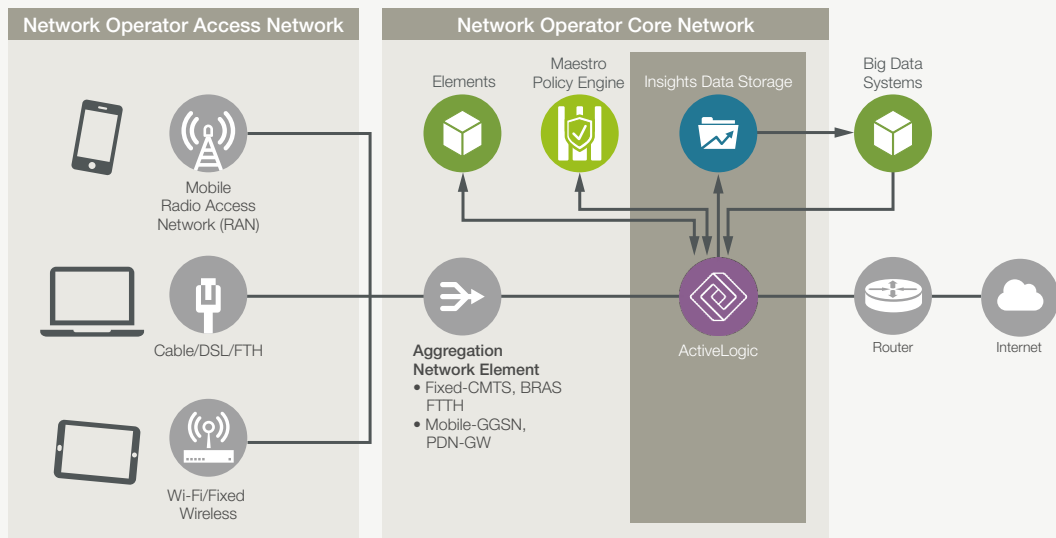 Network Operator Access Network
Network Operator Core Network
Elements
Maestro
Policy Engine
Insights Data Storage
Big Data
Systems
Mobile
Radio Access
Network (RAN)
Cable/DSL/FTH
Wi-Fi/Fixed
Wireless
Aggregation
Network Element
• Fixed-CMTS, BRAS
FTTH
• Mobile-GGSN,
PDN-GW
ActiveLogic
Router
Internet